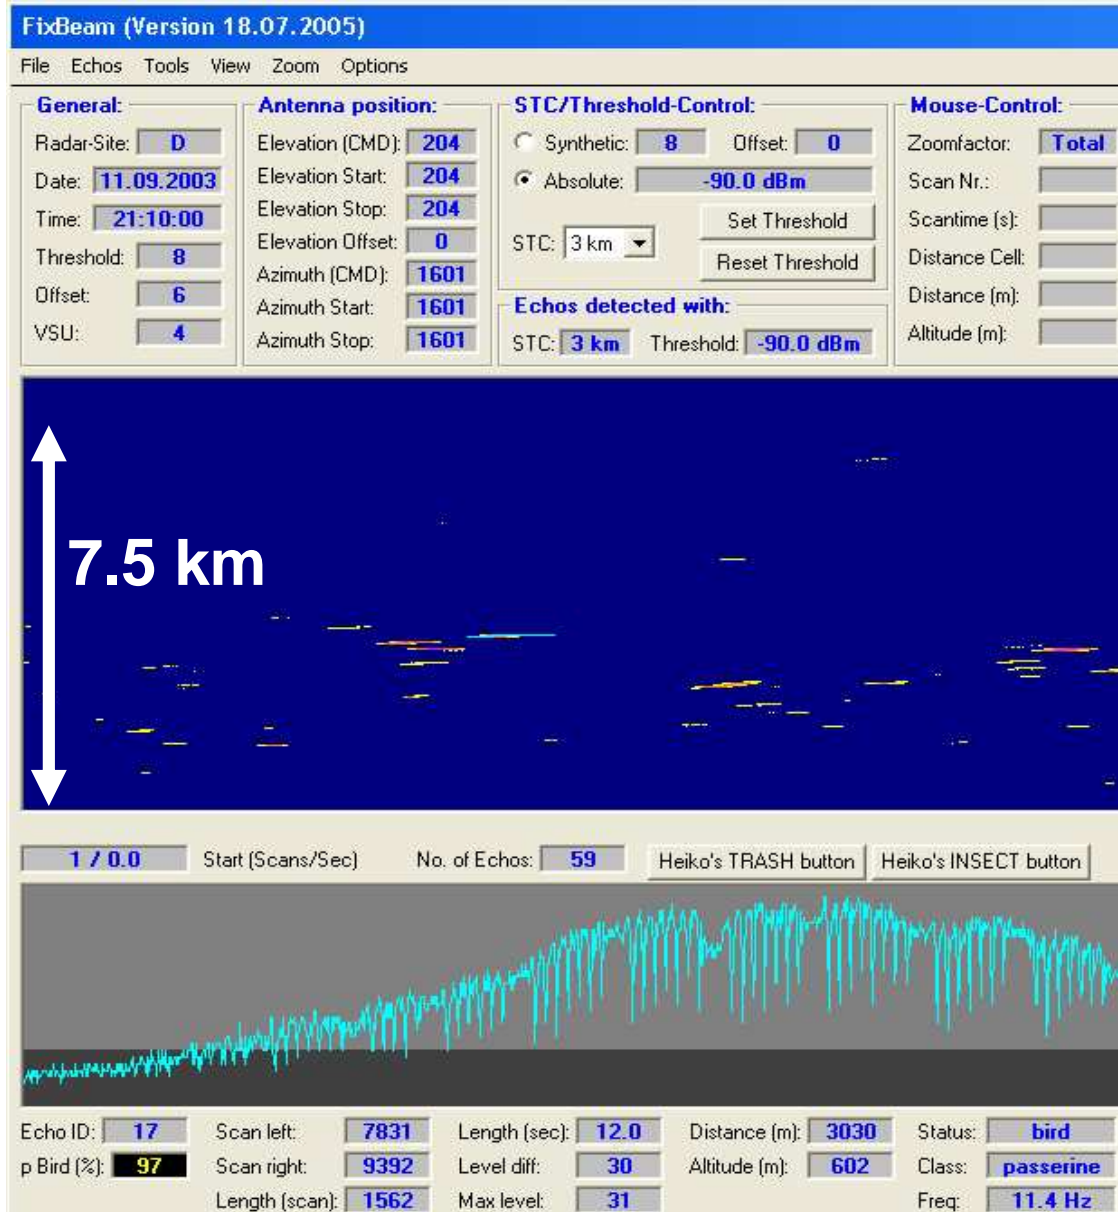 FixBeam (Version 18.07.2005)
File Echos Tools View Zoom Options
General:
Radar-Site: D
Date: 11.09.2003
Time: 21:10:00
Threshold: 8
Offset: 6
VSU: 4
Antenna position:
Elevation (CMD): 204
Elevation Start: 204
Elevation Stop: 204
Elevation Offset: 0
Azimuth (CMD): 1601
Azimuth Start: 1601
Azimuth Stop: 1601
STC/Threshold-Control:
Synthetic: 8 Offset: 0
Absolute: -90.0 dBm
Set Threshold
STC: 3 km
Reset Threshold
Echos detected with:
STC: 3 km Threshold: -90.0 dBm
Mouse-Control:
Zoomfactor: Total
Scan Nr.:
Scantime (s):
Distance Cell:
Distance (m):
Altitude (m):
7.5 km
1 / 0.0 Start (Scans/Sec) No. of Echos: 59 Heiko's TRASH button Heiko's INSECT button
Echo ID: 17 Scan left: 7831 Length (sec): 12.0 Distance (m): 3030 Status: bird
p Bird (%): 97 Scan right: 9392 Level diff: 30 Altitude (m): 602 Class: passerine
Length (scan): 1562 Max level: 31 Freq: 11.4 Hz